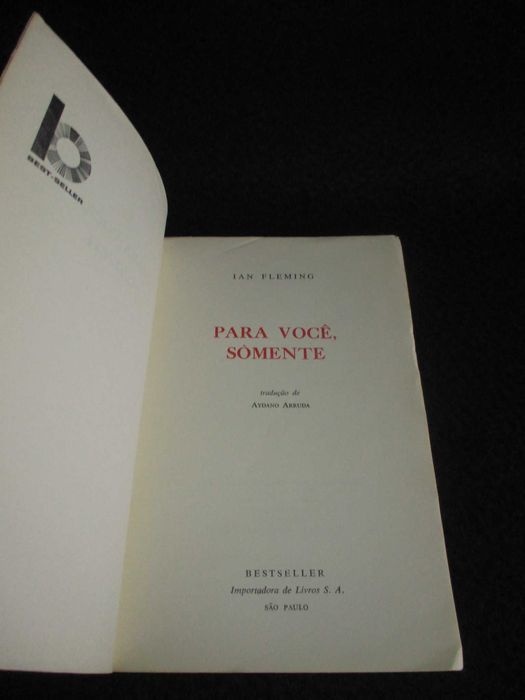 BEST-SELLER
IAN FLEMING
PARA VOCÊ,
SÒMENTE
tradução de
AYDANO ARRUDA
BESTSELLER
Importadora de Livros S. A.
SÃO PAULO